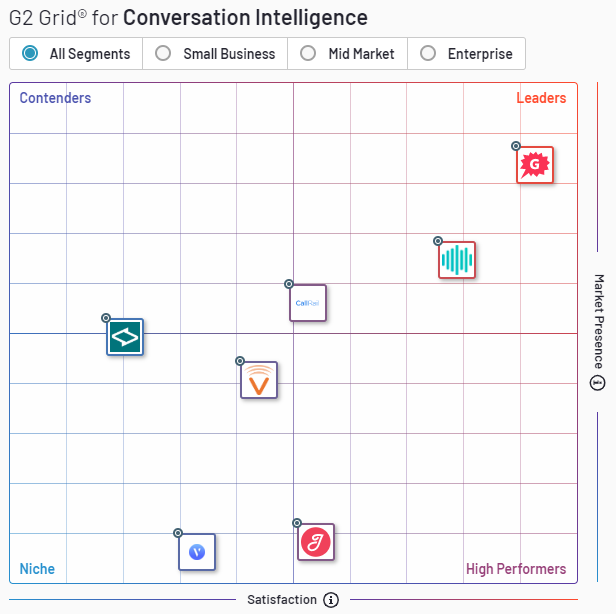 G2 Grid® for Conversation Intelligence
All Segments
Small Business
Mid Market
Enterprise
Contenders
Leaders
G
CallRail
Market Presence
V
J
Niche
High Performers
Satisfaction